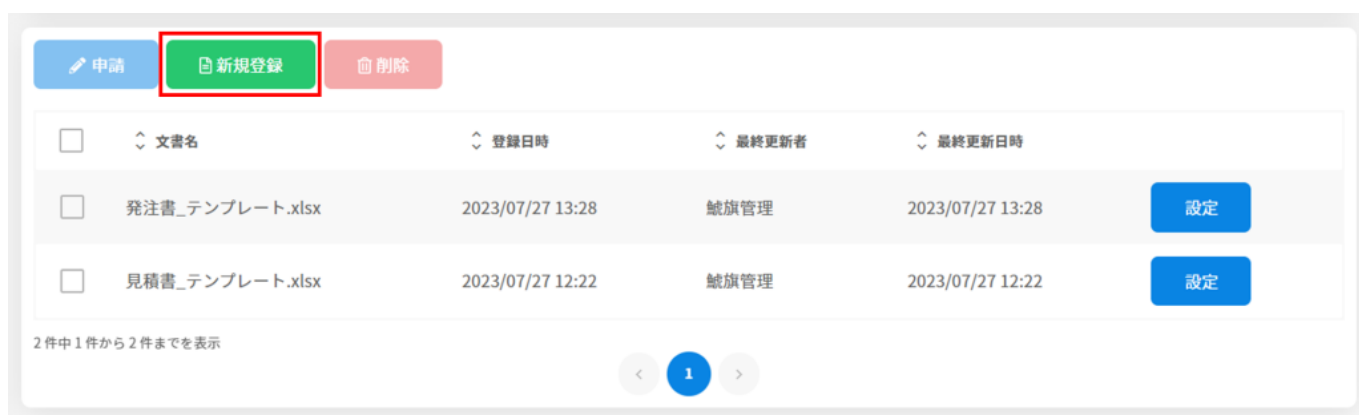 申請 新規登録 削除
文書名 登録日時 最終更新者 最終更新日時
発注書_テンプレート.xlsx 2023/07/27 13:28 鯱旗管理 2023/07/27 13:28 設定
見積書_テンプレート.xlsx 2023/07/27 12:22 鯱旗管理 2023/07/27 12:22 設定
2件中1件から2件までを表示
< 1 >